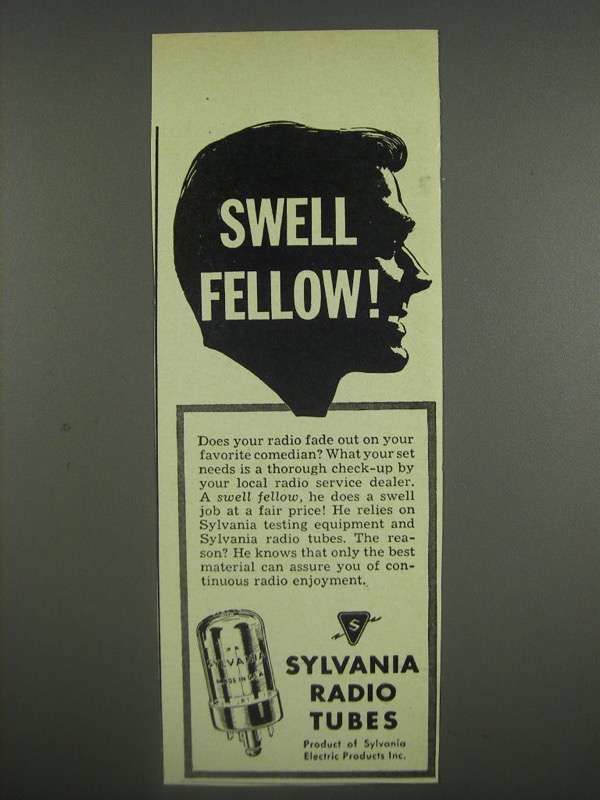 SWELL
FELLOW!
Does your radio fade out on your
favorite comedian? What your set
needs is a thorough check-up by
your local radio service dealer.
A swell fellow, he does a swell
job at a fair price! He relies on
Sylvania testing equipment and
Sylvania radio tubes. The rea-
son? He knows that only the best
material can assure you of con-
tinuous radio enjoyment.
SYLVANIA
MADE IN U.S.A.
S
SYLVANIA
RADIO
TUBES
Product of Sylvania
Electric Products Inc.